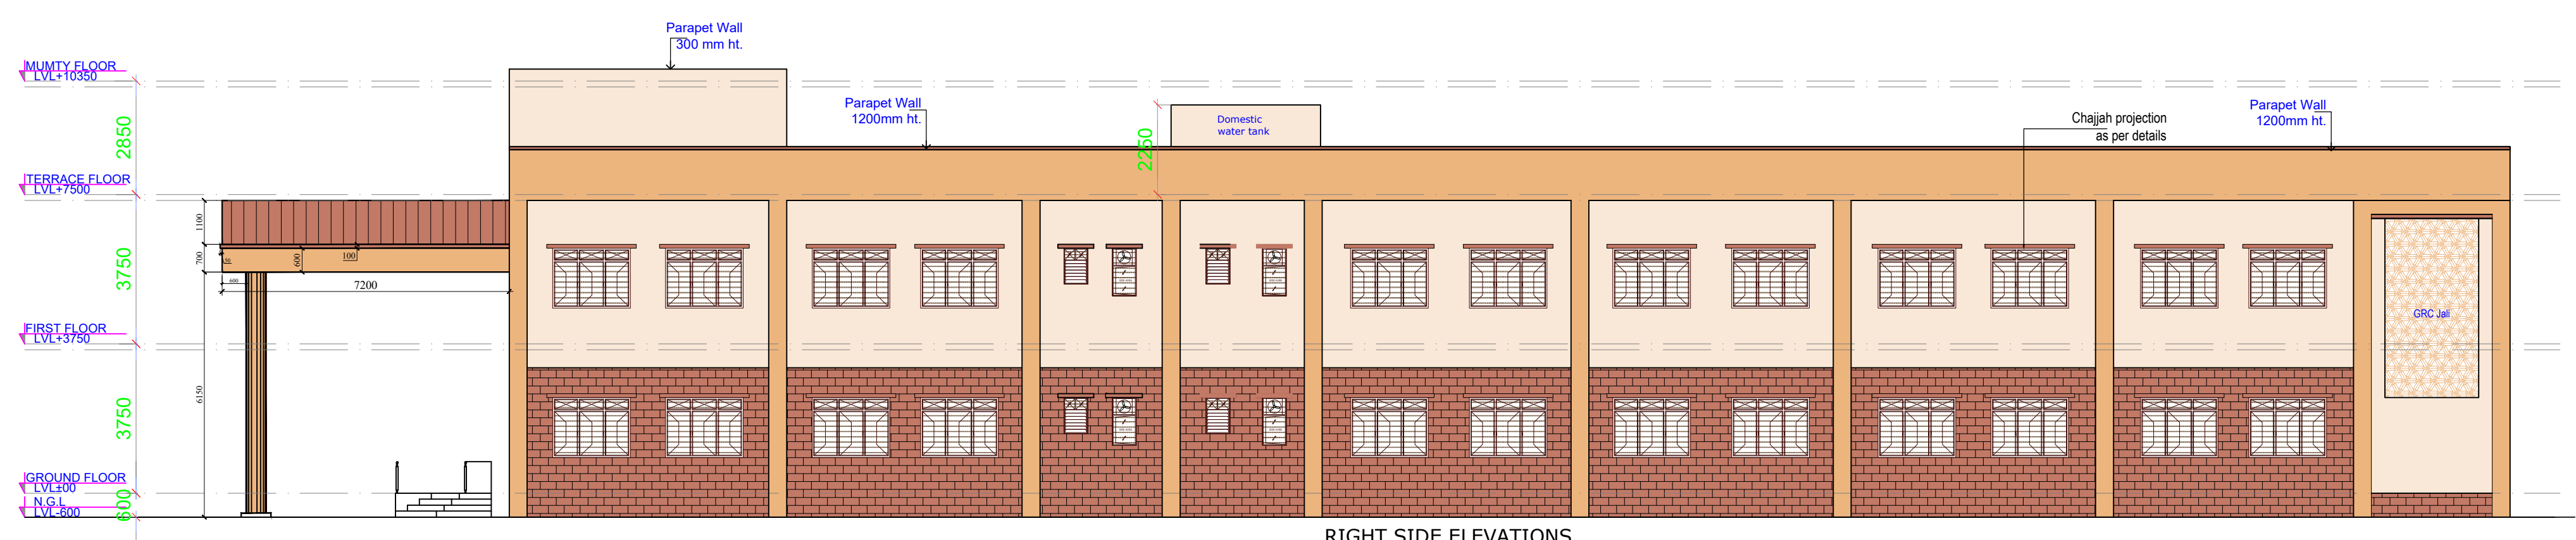 Parapet Wall
300 mm ht.
MUMTY FLOOR
LVL+10350
Parapet Wall
1200mm ht.
Domestic
water tank
Chajjah projection
as per details
Parapet Wall
1200mm ht.
2850
2250
TERRACE FLOOR
LVL+7500
1100
700
600
100
600
7200
3750
GRC Jali
FIRST FLOOR
LVL+3750
6150
3750
GROUND FLOOR
LVL±00
N.G.L
LVL-600
600
RIGHT SIDE ELEVATIONS